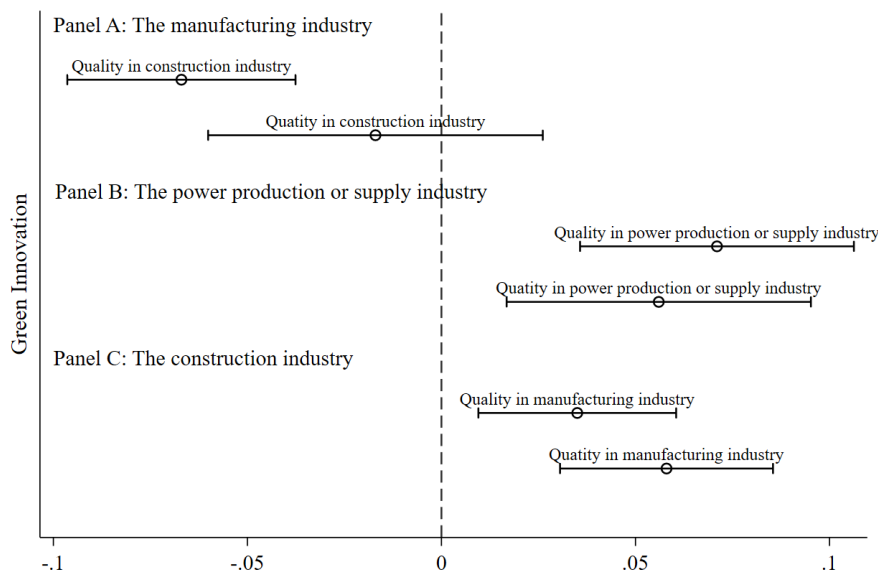 Panel A: The manufacturing industry
Quality in construction industry
Quatity in construction industry
Panel B: The power production or supply industry
Quality in power production or supply industry
Quatity in power production or supply industry
Panel C: The construction industry
Quality in manufacturing industry
Quatity in manufacturing industry
Green Innovation
-.1 -.05 0 .05 .1